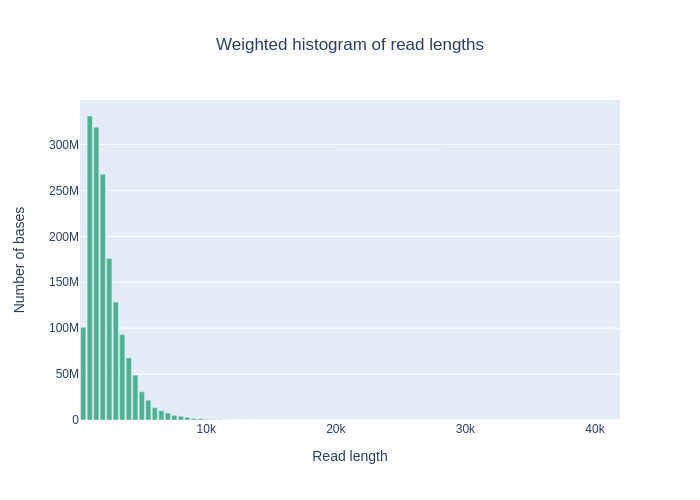 Weighted histogram of read lengths
Number of bases
300M
250M
200M
150M
100M
50M
0
10k
20k
30k
40k
Read length